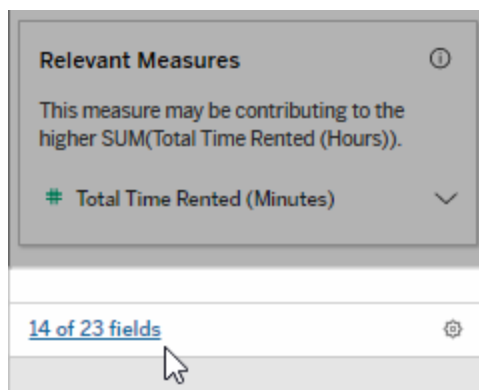 Relevant Measures
This measure may be contributing to the
higher SUM(Total Time Rented (Hours)).
# Total Time Rented (Minutes)
14 of 23 fields